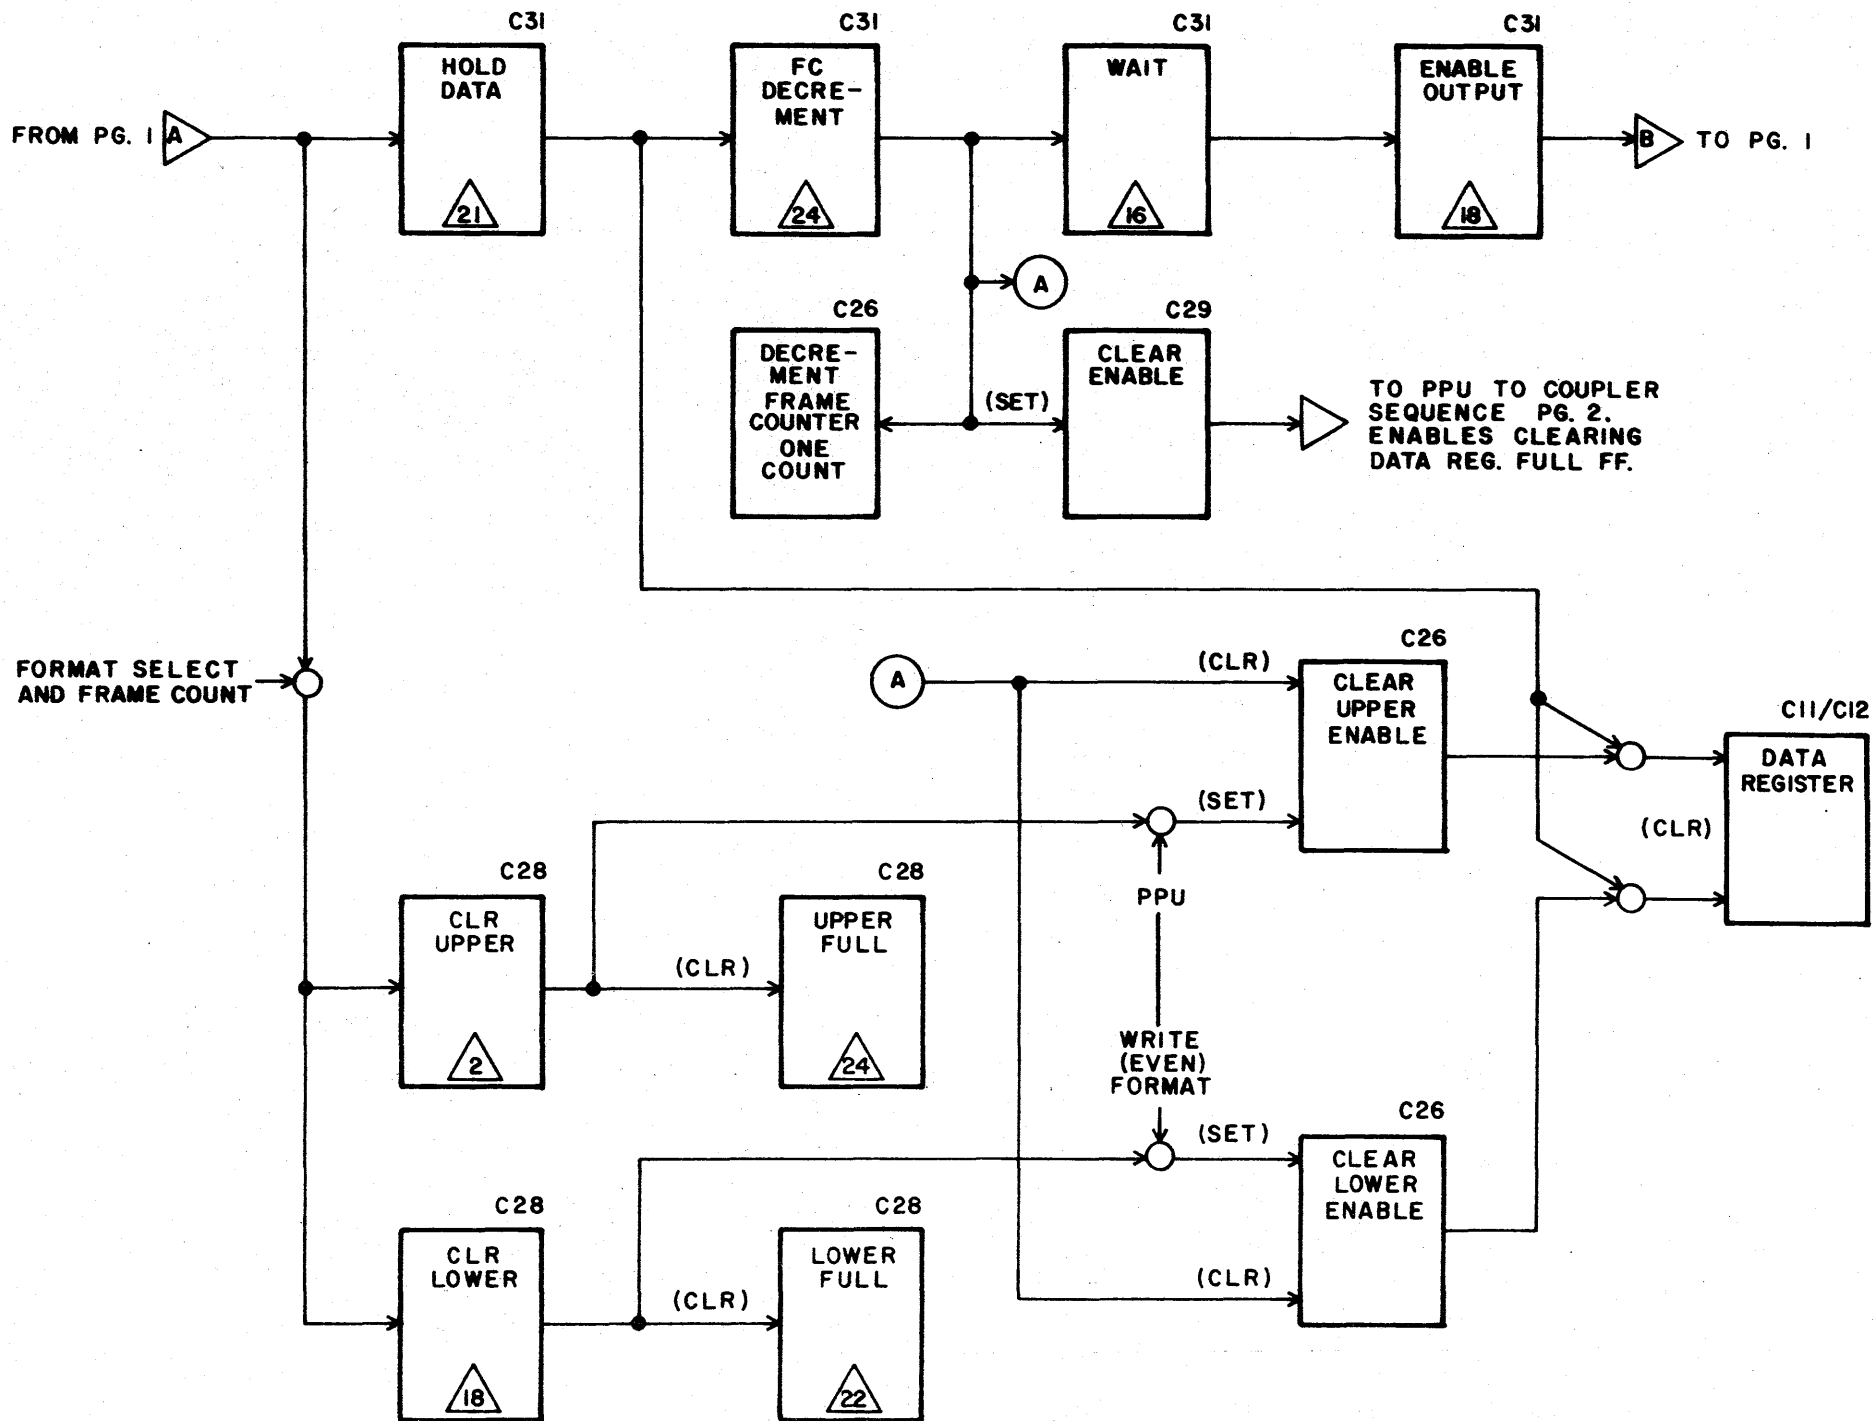 C31
C31
C31
C31
HOLD
DATA
21
FC
DECRE-
MENT
24
WAIT
16
ENABLE
OUTPUT
18
FROM PG. 1
A
B
TO PG. 1
A
C26
DECRE-
MENT
FRAME
COUNTER
ONE
COUNT
(SET)
C29
CLEAR
ENABLE
TO PPU TO COUPLER
SEQUENCE PG. 2.
ENABLES CLEARING
DATA REG. FULL FF.
FORMAT SELECT
AND FRAME COUNT
A
(CLR)
C26
CLEAR
UPPER
ENABLE
(SET)
C11/C12
DATA
REGISTER
(CLR)
C28
CLR
UPPER
2
(CLR)
C28
UPPER
FULL
24
PPU
WRITE
(EVEN)
FORMAT
(SET)
C26
CLEAR
LOWER
ENABLE
(CLR)
C28
CLR
LOWER
18
(CLR)
C28
LOWER
FULL
22